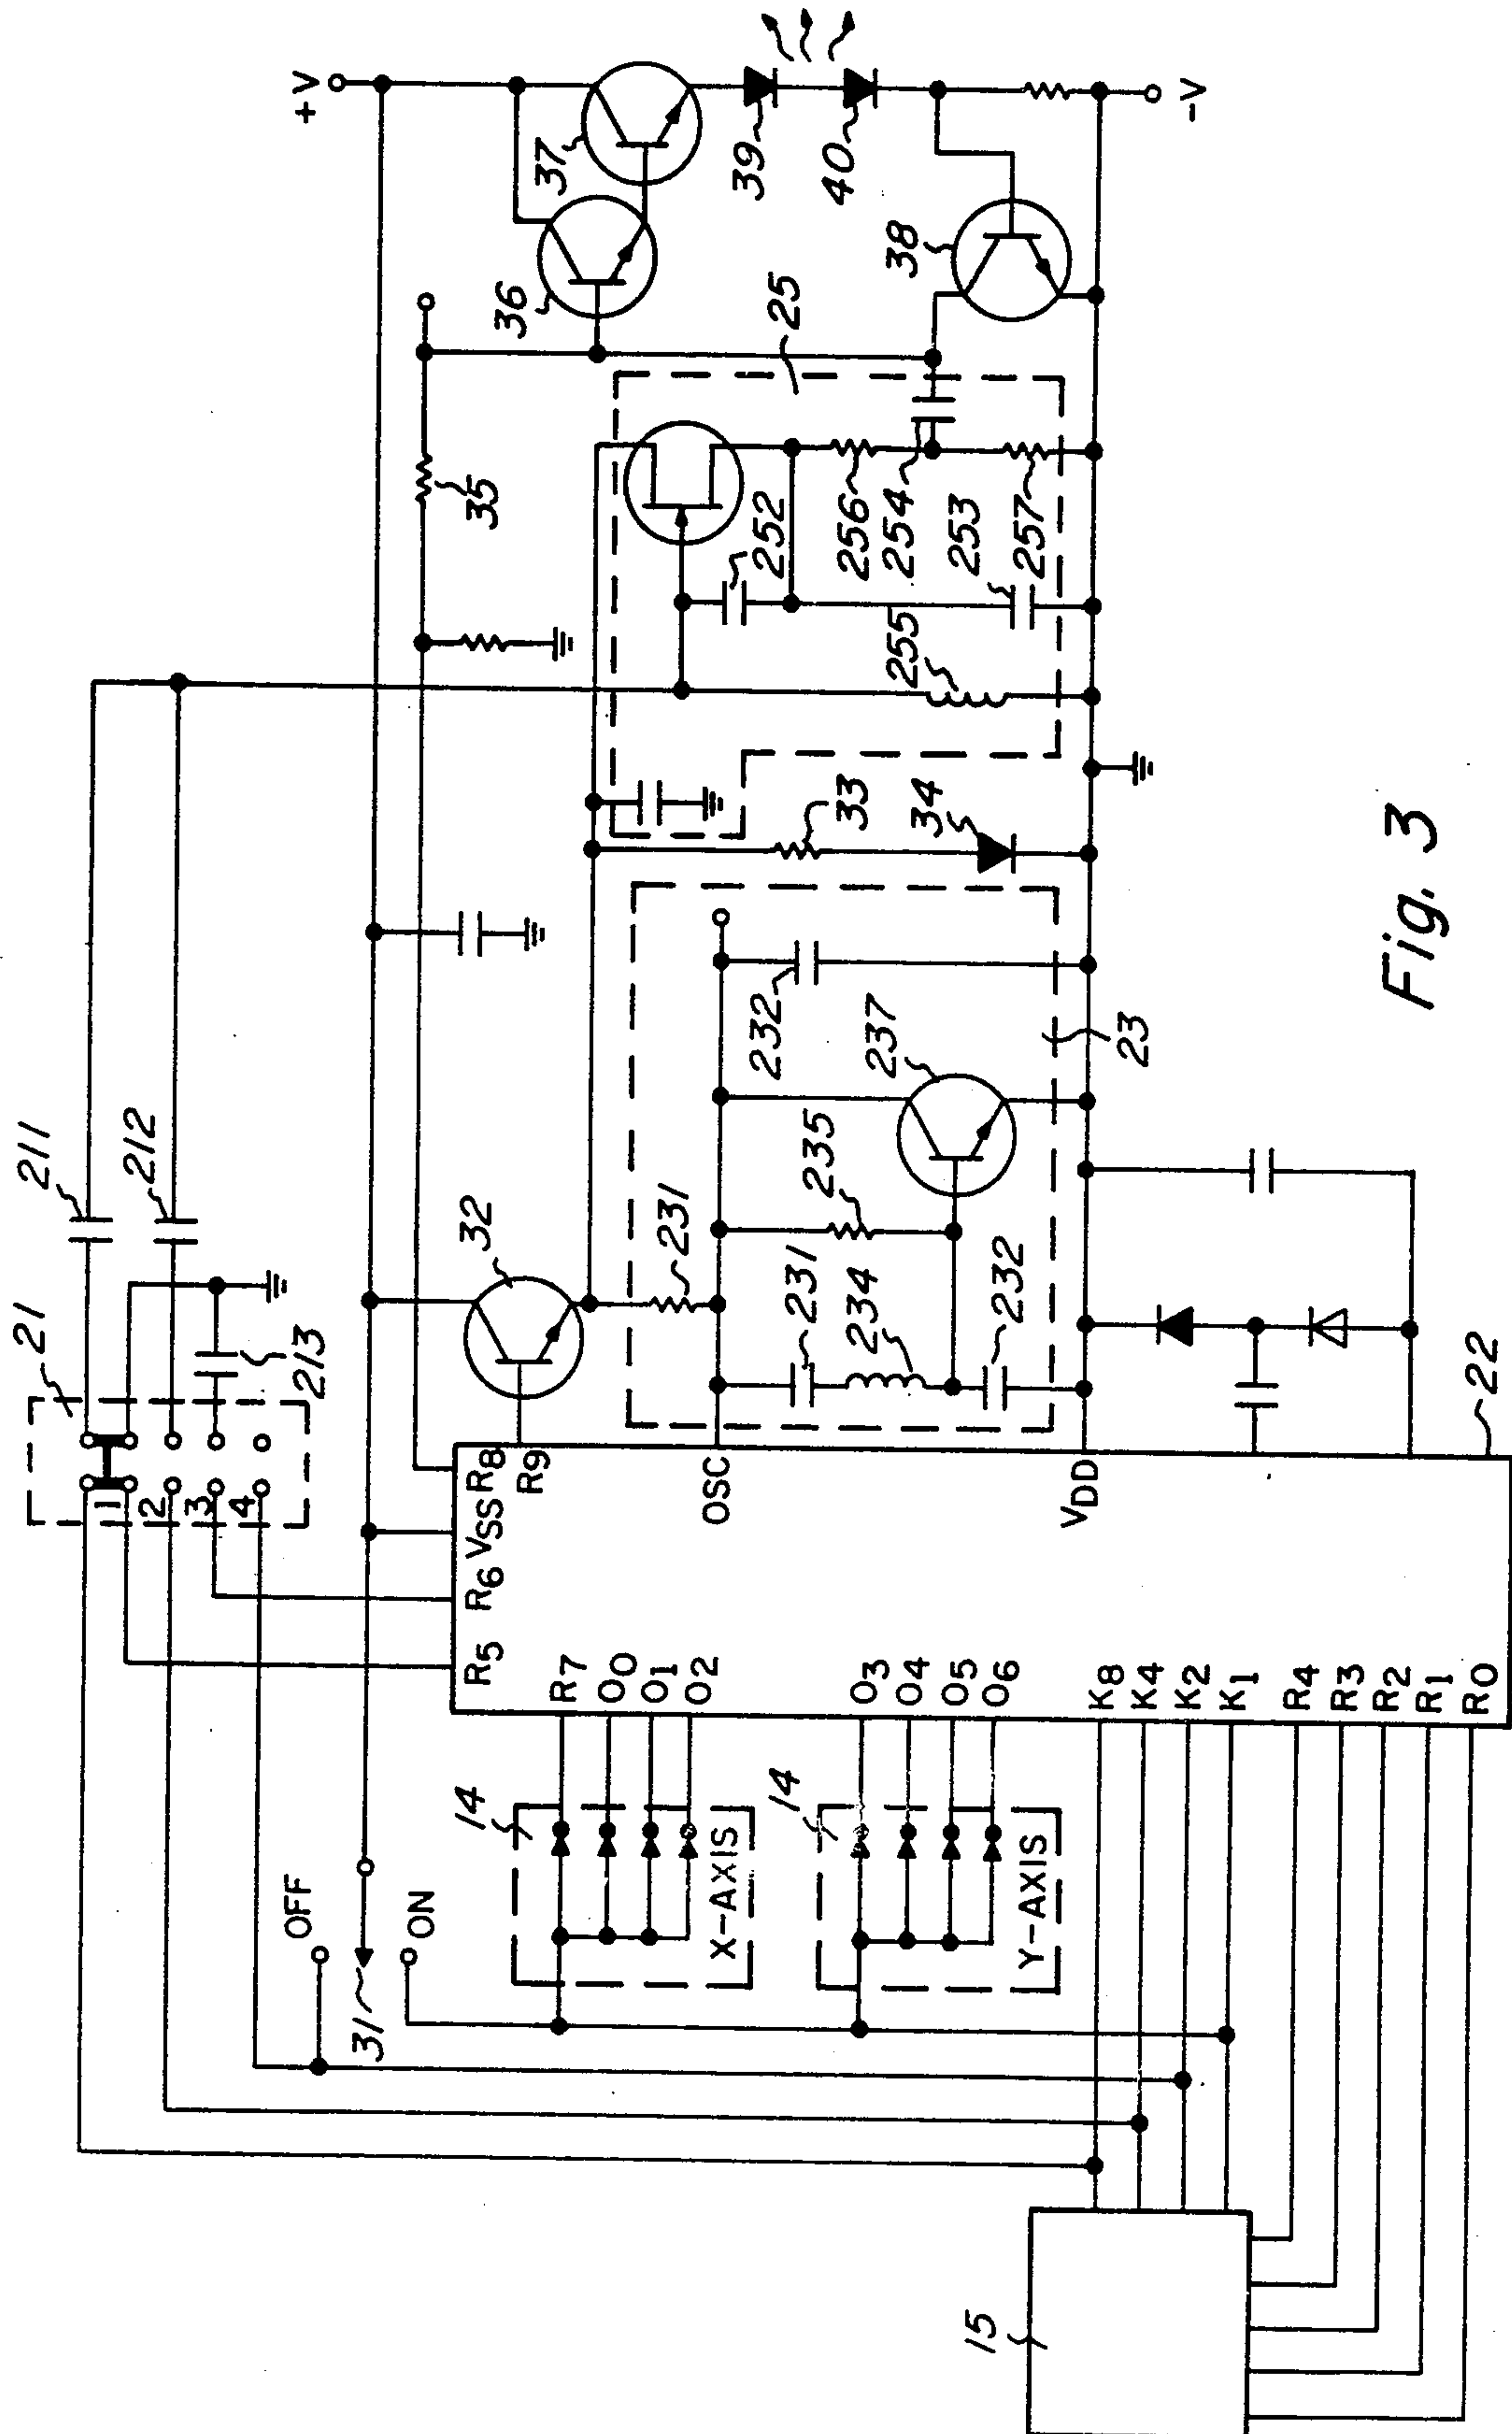 211
212
21
213
1
2
3
4
+V
37
36
35
39
40
38
-V
25
252
256
254
253
257
255
33
34
32
231
232
237
235
231
234
232
23
OFF
31
ON
R5
R6
VSS
R8
R9
OSC
VDD
22
R7
O0
O1
O2
14
X-AXIS
O3
O4
O5
O6
14
Y-AXIS
K8
K4
K2
K1
R4
R3
R2
R1
R0
15
Fig. 3